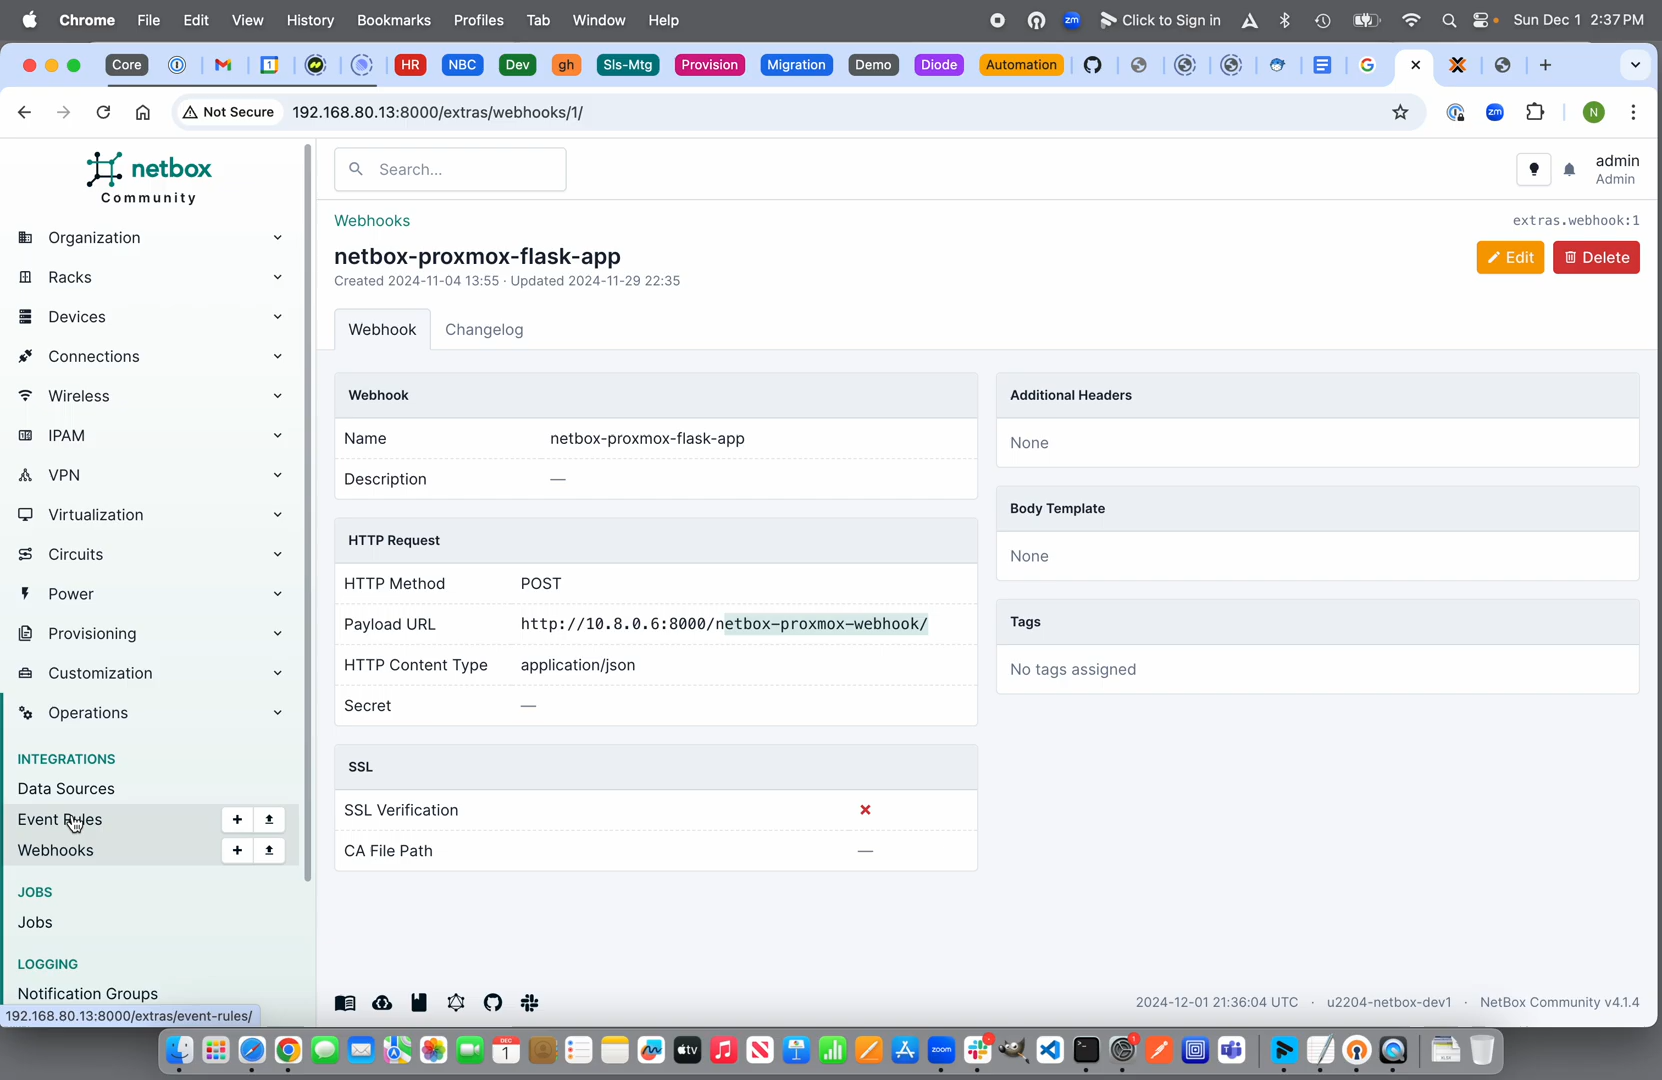 Chrome File Edit View History Bookmarks Profiles Tab Window Help
zm Click to Sign in Sun Dec 1 2:37 PM
Core HR NBC Dev gh Sls-Mtg Provision Migration Demo Diode Automation
Not Secure 192.168.80.13:8000/extras/webhooks/1/ zm N
netbox
Community
Search...
admin
Admin
Organization
Racks
Devices
Connections
Wireless
IPAM
VPN
Virtualization
Circuits
Power
Provisioning
Customization
Operations
INTEGRATIONS
Data Sources
Event Rules
Webhooks
JOBS
Jobs
LOGGING
Notification Groups
192.168.80.13:8000/extras/event-rules/
Webhooks
extras.webhook:1
netbox-proxmox-flask-app
Created 2024-11-04 13:55 · Updated 2024-11-29 22:35
Edit Delete
Webhook Changelog
Webhook
Name netbox-proxmox-flask-app
Description —
HTTP Request
HTTP Method POST
Payload URL http://10.8.0.6:8000/netbox-proxmox-webhook/
HTTP Content Type application/json
Secret —
SSL
SSL Verification
CA File Path —
Additional Headers
None
Body Template
None
Tags
No tags assigned
2024-12-01 21:36:04 UTC · u2204-netbox-dev1 · NetBox Community v4.1.4
DEC
1
tv
zoom